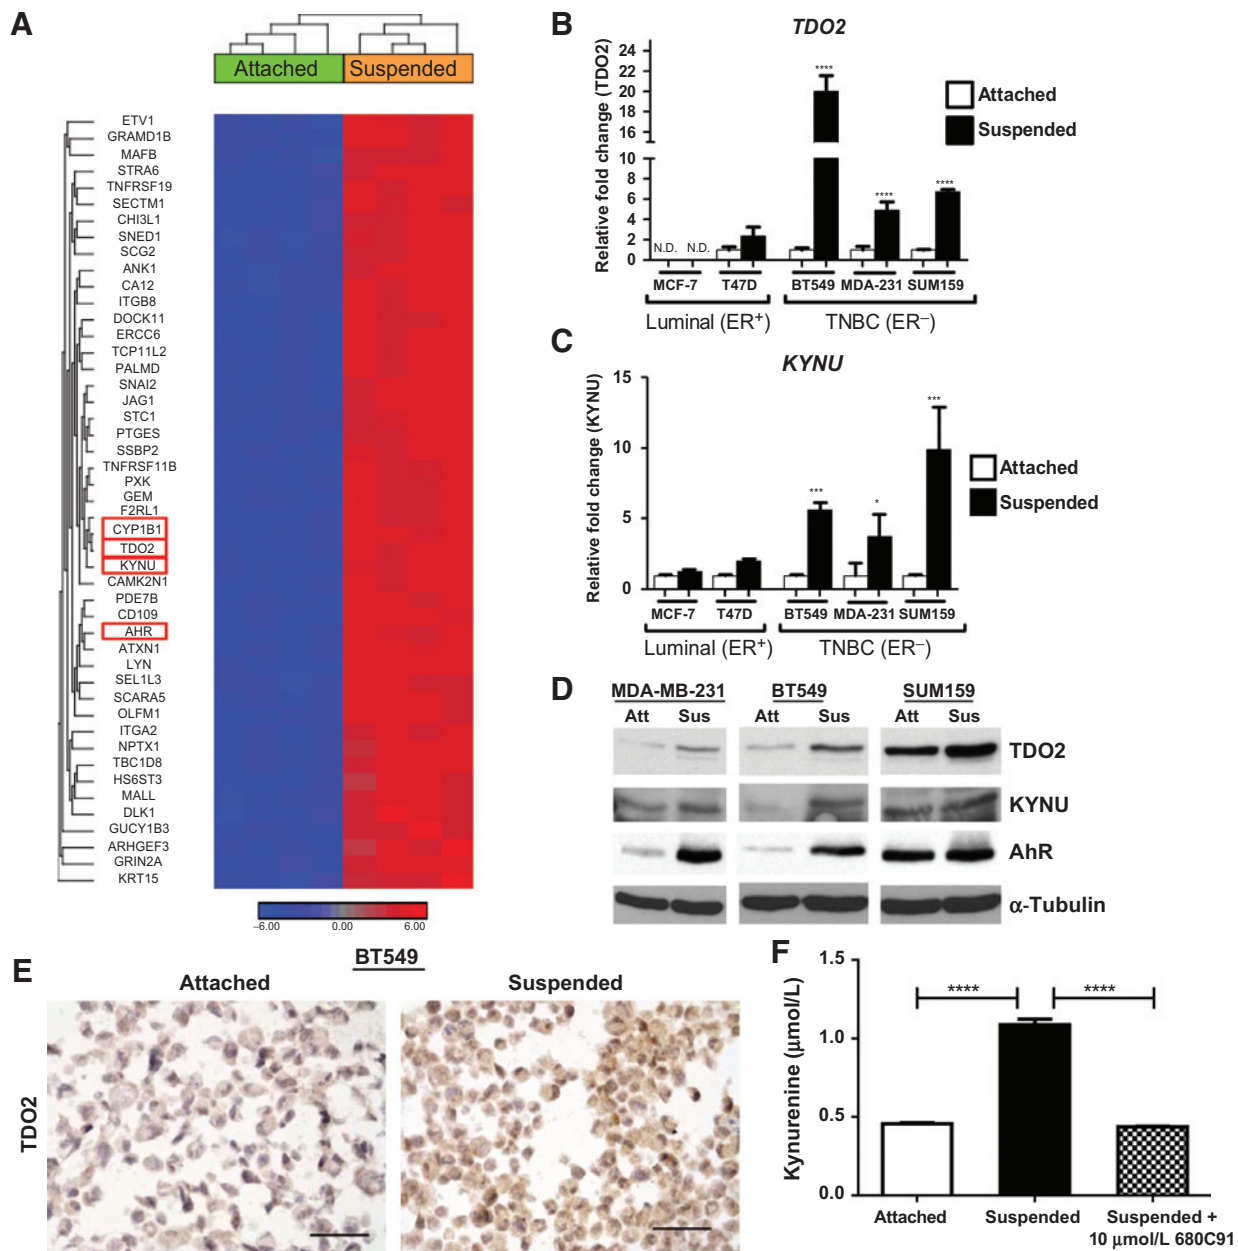 A
Attached Suspended
ETV1
GRAMD1B
MAFB
STRA6
TNFRSF19
SECTM1
CHI3L1
SNED1
SCG2
ANK1
CA12
ITGB8
DOCK11
ERCC6
TCP11L2
PALMD
SNAI2
JAG1
STC1
PTGES
SSBP2
TNFRSF11B
PXK
GEM
F2RL1
CYP1B1
TDO2
KYNU
CAMK2N1
PDE7B
CD109
AHR
ATXN1
LYN
SEL1L3
SCARA5
OLFM1
ITGA2
NPTX1
TBC1D8
HS6ST3
MALL
DLK1
GUCY1B3
ARHGEF3
GRIN2A
KRT15
–6.00 0.00 6.00
B
TDO2
Relative fold change (TDO2)
24
22
20
18
16
10
8
6
4
2
0
N.D. N.D.
****
****
****
Attached
Suspended
MCF-7 T47D BT549 MDA-231 SUM159
Luminal (ER+) TNBC (ER–)
C
KYNU
Relative fold change (KYNU)
15
10
5
0
***
*
***
Attached
Suspended
MCF-7 T47D BT549 MDA-231 SUM159
Luminal (ER+) TNBC (ER–)
D
MDA-MB-231 BT549 SUM159
Att Sus Att Sus Att Sus
TDO2
KYNU
AhR
α-Tubulin
E
BT549
Attached Suspended
TDO2
F
Kynurenine (μmol/L)
1.5
1.0
0.5
0.0
**** ****
Attached Suspended Suspended +
10 μmol/L 680C91